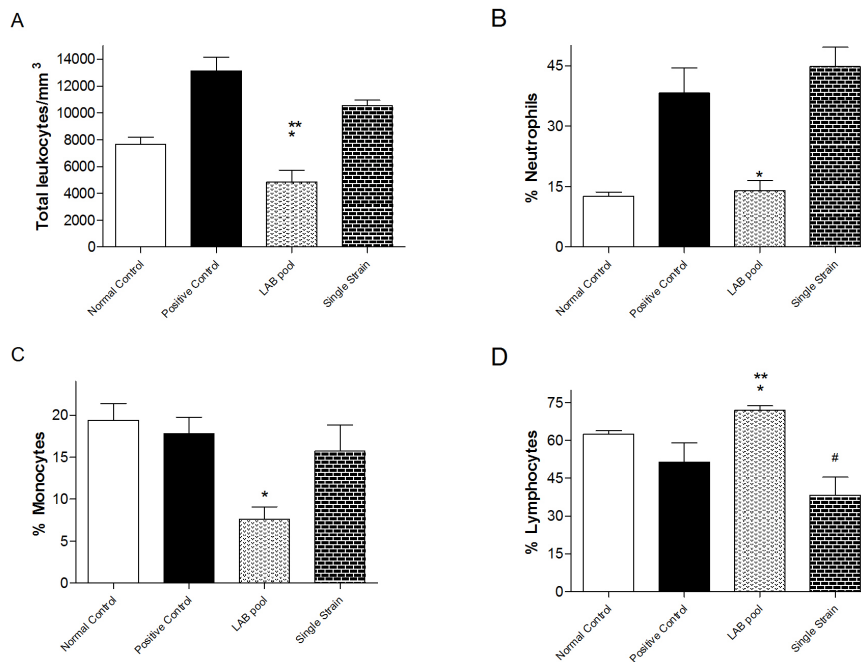 A
Total leukocytes/mm 3
14000
12000
10000
8000
6000
4000
2000
0
**
*
Normal Control
Positive Control
LAB pool
Single Strain
B
% Neutrophils
45
30
15
0
*
Normal Control
Positive Control
LAB pool
Single Strain
C
% Monocytes
20
15
10
5
0
*
Normal Control
Positive Control
LAB pool
Single Strain
D
% Lymphocytes
75
60
45
30
15
0
**
*
#
Normal Control
Positive Control
LAB pool
Single Strain